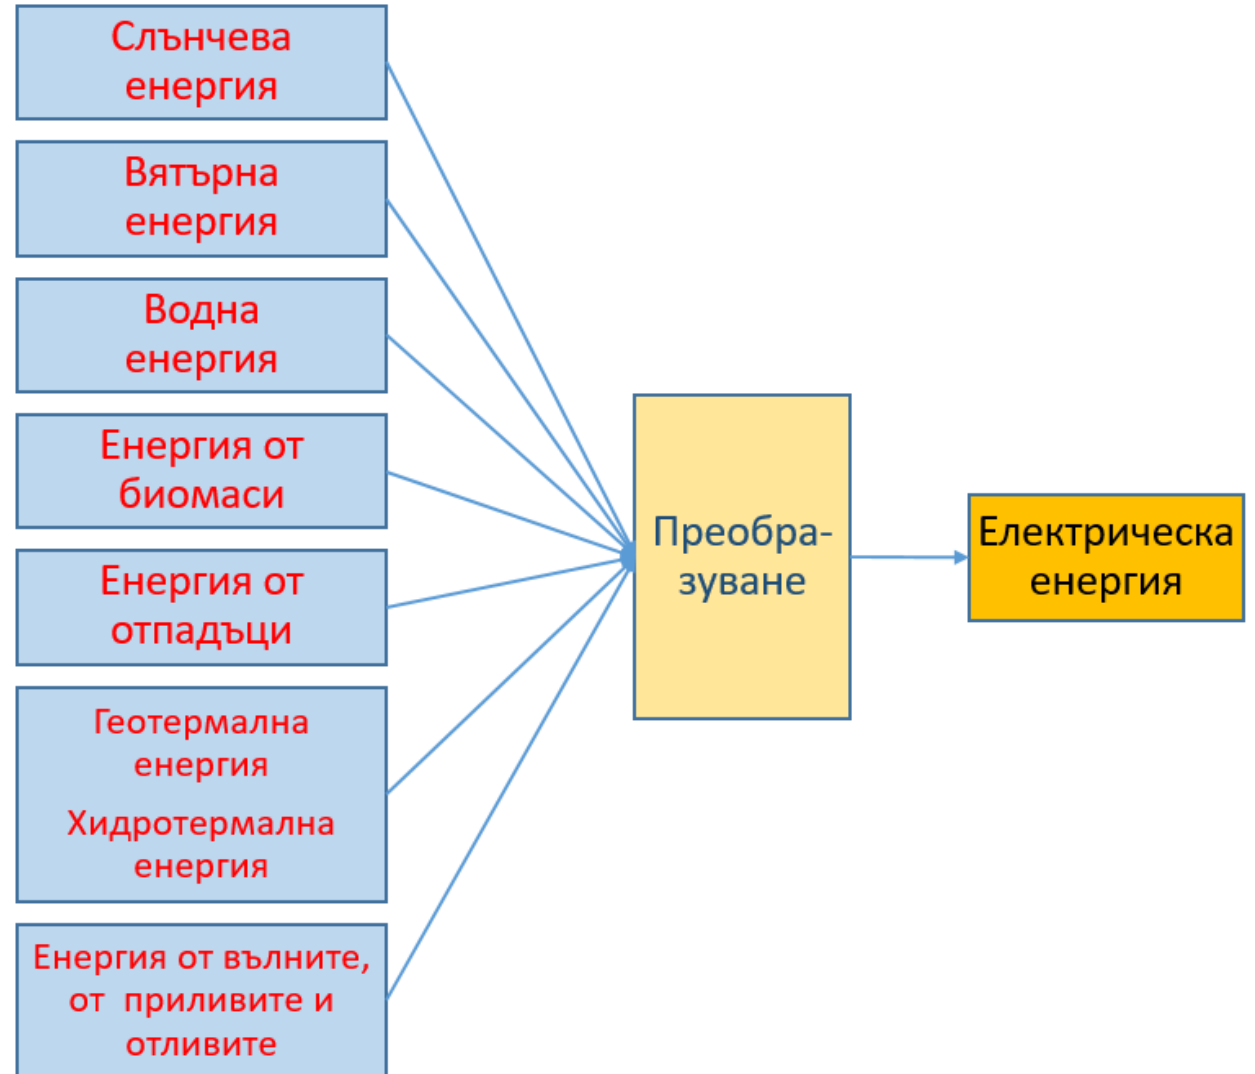 Слънчева
енергия
Вятърна
енергия
Водна
енергия
Енергия от
биомаси
Енергия от
отпадъци
Геотермална
енергия
Хидротермална
енергия
Енергия от вълните,
от приливите и
отливите
Преобра-
зуване
Електрическа
енергия